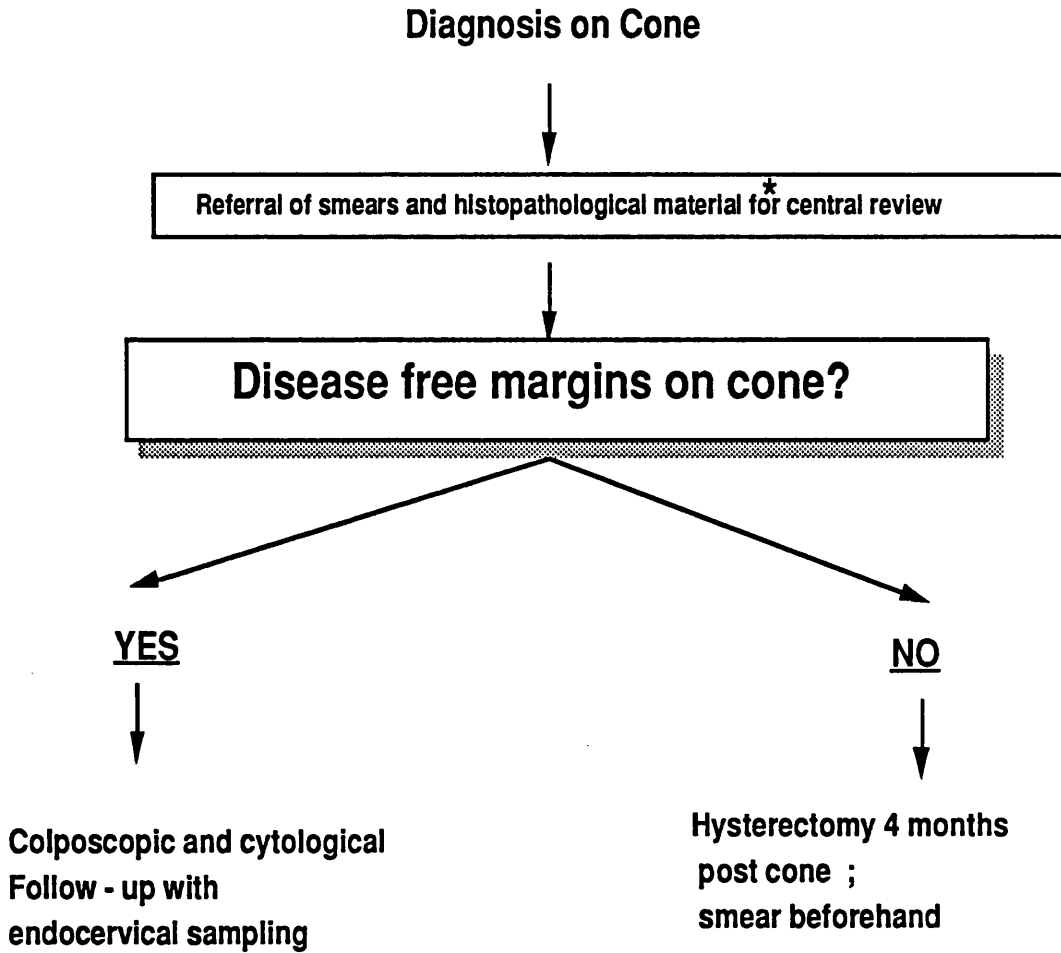 Diagnosis on Cone
Referral of smears and histopathological material for* central review
Disease free margins on cone?
YES
NO
Colposcopic and cytological
Follow - up with
endocervical sampling
Hysterectomy 4 months
post cone ;
smear beforehand